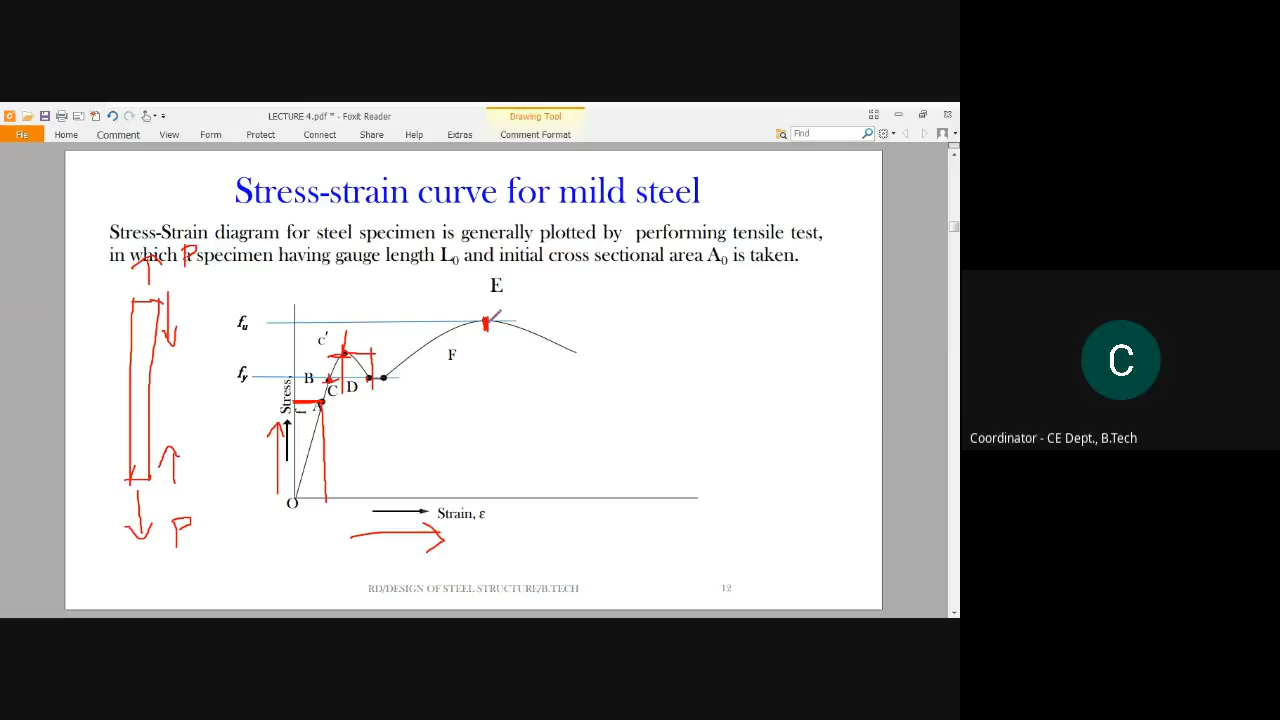 LECTURE 4.pdf * - Foxit Reader
Drawing Tool
File
Home
Comment
View
Form
Protect
Connect
Share
Help
Extras
Comment Format
Find
Stress-strain curve for mild steel
Stress-Strain diagram for steel specimen is generally plotted by performing tensile test,
in which specimen having gauge length L₀ and initial cross sectional area A₀ is taken.
P
E
fu
c'
F
fy
B
C
D
Stress,
f
A
O
Strain, ε
P
RD/DESIGN OF STEEL STRUCTURE/B.TECH
12
C
Coordinator - CE Dept., B.Tech